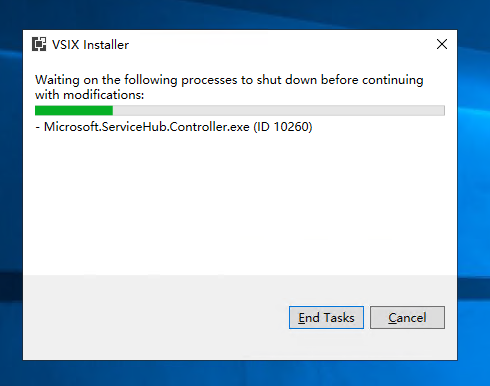 VSIX Installer
Waiting on the following processes to shut down before continuing
with modifications:
- Microsoft.ServiceHub.Controller.exe (ID 10260)
End Tasks
Cancel